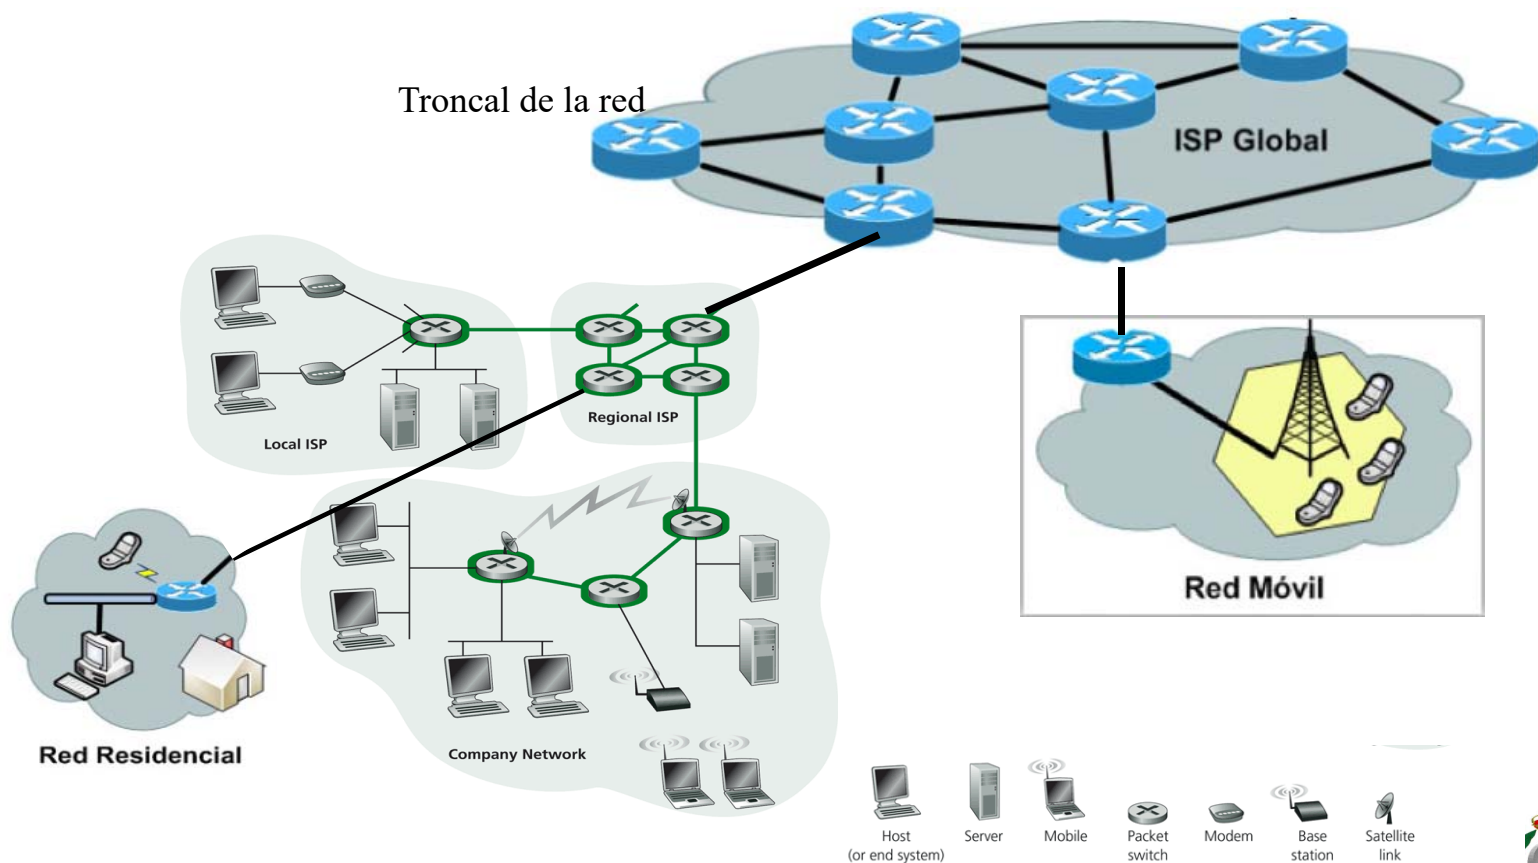 Troncal de la red
ISP Global
Local ISP
Regional ISP
Red Móvil
Red Residencial
Company Network
Host
(or end system)
Server
Mobile
Packet
switch
Modem
Base
station
Satellite
link